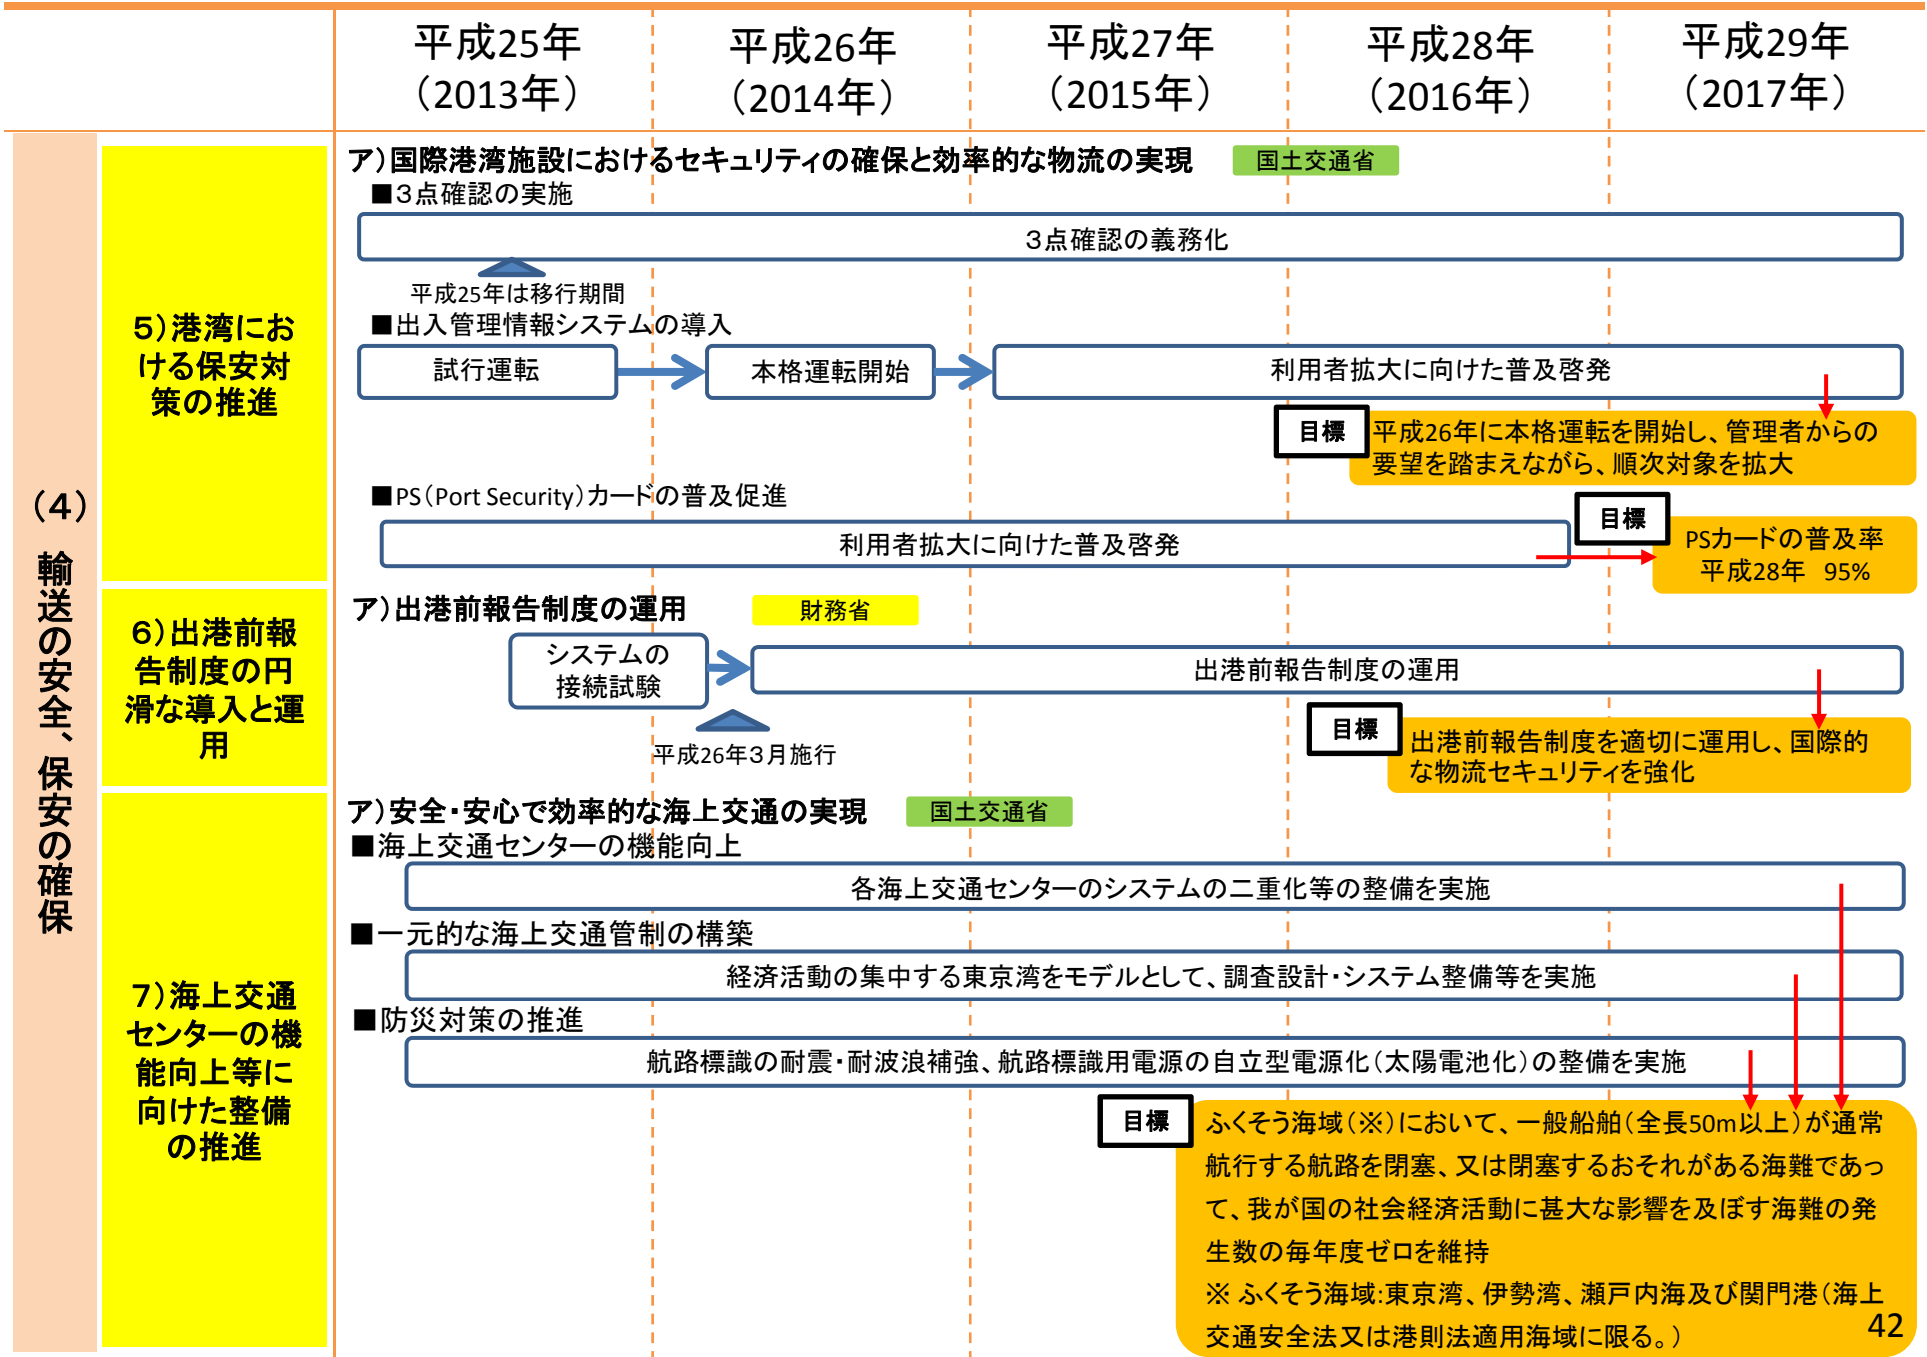 平成25年
（2013年）
平成26年
（2014年）
平成27年
（2015年）
平成28年
（2016年）
平成29年
（2017年）
（4）輸送の安全、保安の確保
5）港湾にお
ける保安対
策の推進
ア）国際港湾施設におけるセキュリティの確保と効率的な物流の実現
国土交通省
■３点確認の実施
３点確認の義務化
平成25年は移行期間
■出入管理情報システムの導入
試行運転
本格運転開始
利用者拡大に向けた普及啓発
目標
平成26年に本格運転を開始し、管理者からの
要望を踏まえながら、順次対象を拡大
■PS（Port Security）カードの普及促進
利用者拡大に向けた普及啓発
目標
PSカードの普及率
平成28年　95%
6）出港前報
告制度の円
滑な導入と運
用
ア）出港前報告制度の運用
財務省
システムの
接続試験
出港前報告制度の運用
平成26年３月施行
目標
出港前報告制度を適切に運用し、国際的
な物流セキュリティを強化
7）海上交通
センターの機
能向上等に
向けた整備
の推進
ア）安全・安心で効率的な海上交通の実現
国土交通省
■海上交通センターの機能向上
各海上交通センターのシステムの二重化等の整備を実施
■一元的な海上交通管制の構築
経済活動の集中する東京湾をモデルとして、調査設計・システム整備等を実施
■防災対策の推進
航路標識の耐震・耐波浪補強、航路標識用電源の自立型電源化（太陽電池化）の整備を実施
目標
ふくそう海域（※）において、一般船舶（全長50m以上）が通常
航行する航路を閉塞、又は閉塞するおそれがある海難であっ
て、我が国の社会経済活動に甚大な影響を及ぼす海難の発
生数の毎年度ゼロを維持
※ ふくそう海域:東京湾、伊勢湾、瀬戸内海及び関門港（海上
交通安全法又は港則法適用海域に限る。）
42